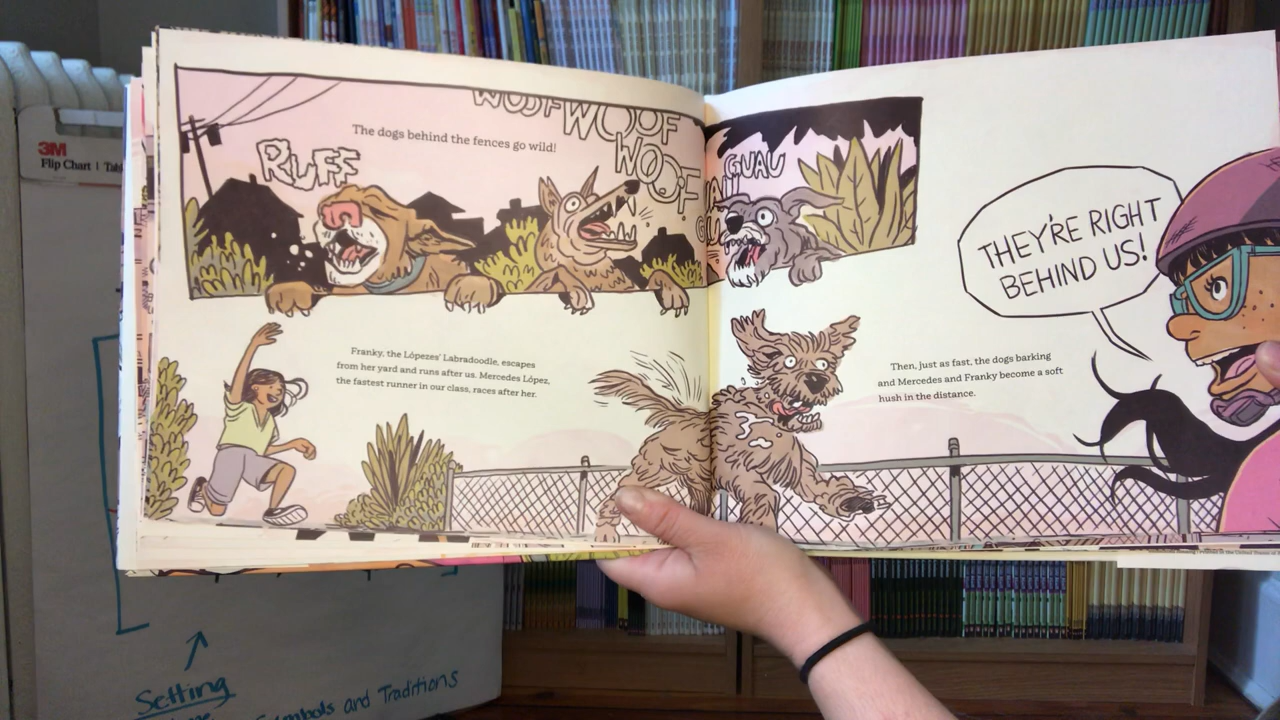 3M
Flip Chart
WOOF WOOF
WOOF
The dogs behind the fences go wild!
RUFF
GUAU
Franky, the Lópezes' Labradoodle, escapes
from her yard and runs after us. Mercedes López,
the fastest runner in our class, races after her.
THEY'RE RIGHT
BEHIND US!
Then, just as fast, the dogs barking
and Mercedes and Franky become a soft
hush in the distance.
Setting
and Traditions